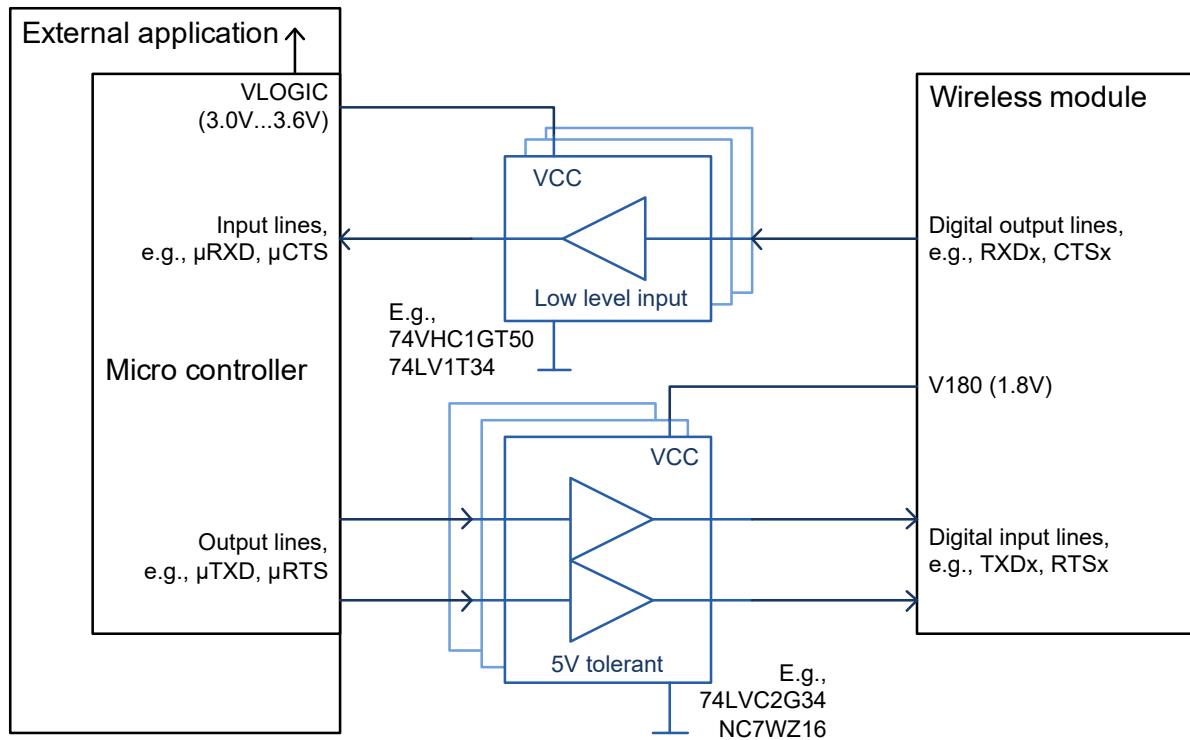 External application
VLOGIC
(3.0V...3.6V)
Input lines,
e.g., µRXD, µCTS
Micro controller
Output lines,
e.g., µTXD, µRTS
VCC
Low level input
E.g.,
74VHC1GT50
74LV1T34
VCC
5V tolerant
E.g.,
74LVC2G34
NC7WZ16
Wireless module
Digital output lines,
e.g., RXDx, CTSx
V180 (1.8V)
Digital input lines,
e.g., TXDx, RTSx